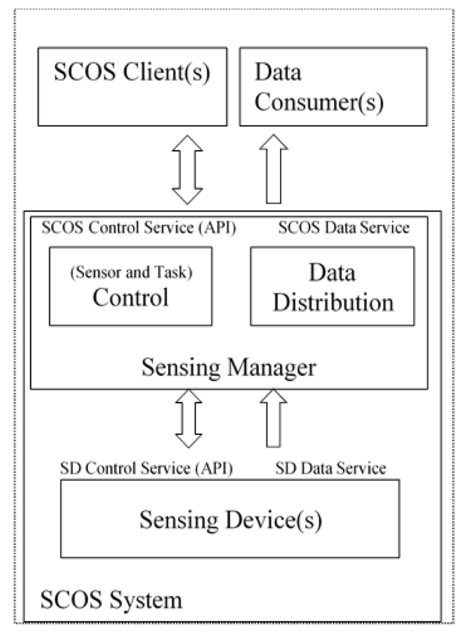 SCOS Client(s)
Data
Consumer(s)
SCOS Control Service (API)
SCOS Data Service
(Sensor and Task)
Control
Data
Distribution
Sensing Manager
SD Control Service (API)
SD Data Service
Sensing Device(s)
SCOS System